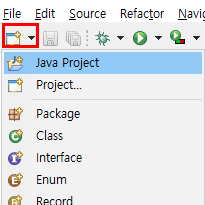 File Edit Source Refactor Navig
Java Project
Project...
Package
Class
Interface
Enum
Record